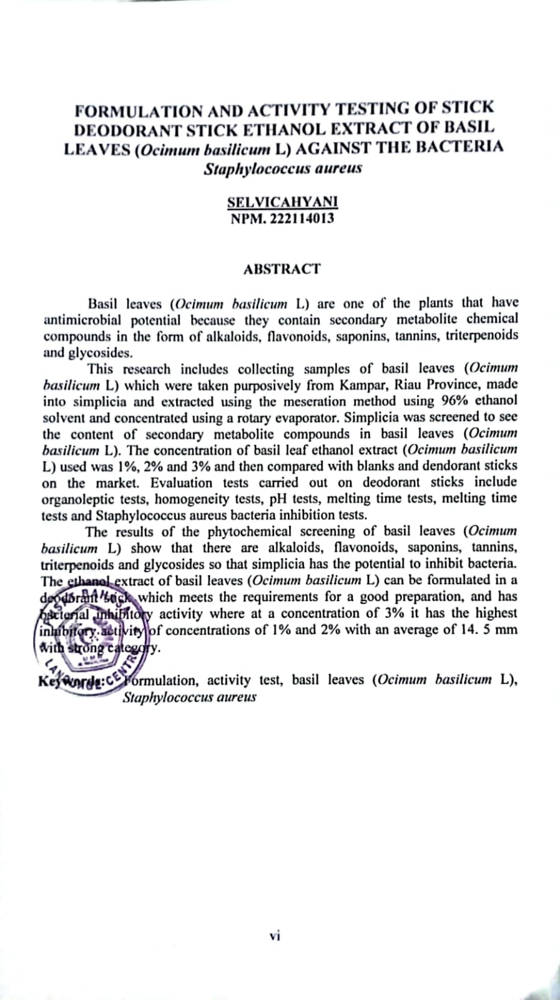 FORMULATION AND ACTIVITY TESTING OF STICK
DEODORANT STICK ETHANOL EXTRACT OF BASIL
LEAVES (Ocimum basilicum L) AGAINST THE BACTERIA
Staphylococcus aureus
SELVICAHYANI
NPM. 222114013
ABSTRACT
Basil leaves (Ocimum basilicum L) are one of the plants that have
antimicrobial potential because they contain secondary metabolite chemical
compounds in the form of alkaloids, flavonoids, saponins, tannins, triterpenoids
and glycosides.
This research includes collecting samples of basil leaves (Ocimum
basilicum L) which were taken purposively from Kampar, Riau Province, made
into simplicia and extracted using the meseration method using 96% ethanol
solvent and concentrated using a rotary evaporator. Simplicia was screened to see
the content of secondary metabolite compounds in basil leaves (Ocimum
basilicum L). The concentration of basil leaf ethanol extract (Ocimum basilicum
L) used was 1%, 2% and 3% and then compared with blanks and dendorant sticks
on the market. Evaluation tests carried out on deodorant sticks include
organoleptic tests, homogeneity tests, pH tests, melting time tests, melting time
tests and Staphylococcus aureus bacteria inhibition tests.
The results of the phytochemical screening of basil leaves (Ocimum
basilicum L) show that there are alkaloids, flavonoids, saponins, tannins,
triterpenoids and glycosides so that simplicia has the potential to inhibit bacteria.
The ethanol extract of basil leaves (Ocimum basilicum L) can be formulated in a
deodorant stick which meets the requirements for a good preparation, and has
bacterial inhibitory activity where at a concentration of 3% it has the highest
inhibitory activity of concentrations of 1% and 2% with an average of 14. 5 mm
with strong category.
Keywords: Formulation, activity test, basil leaves (Ocimum basilicum L),
Staphylococcus aureus
PUSAT BAHASA
LANGUAGE CENTRE
vi